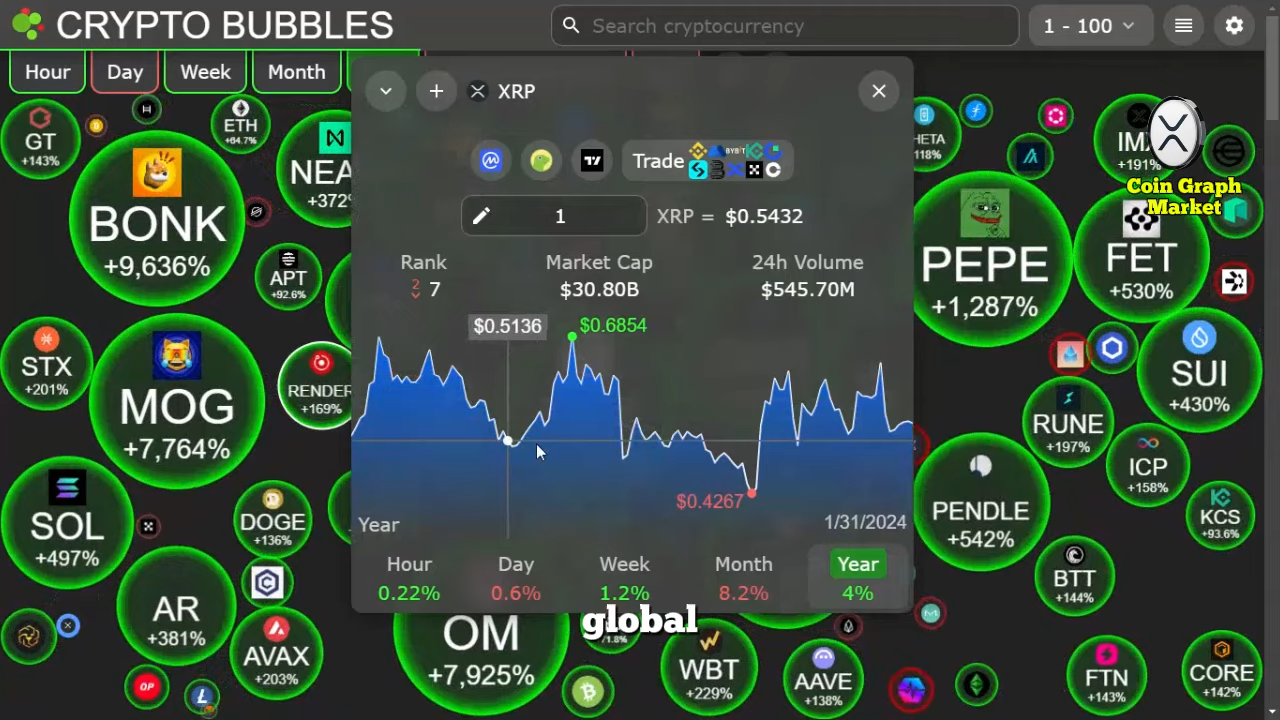 CRYPTO BUBBLES
Search cryptocurrency
1 - 100
Hour
Day
Week
Month
XRP
Trade
BYBIT
1
XRP = $0.5432
Rank
Market Cap
24h Volume
2
7
$30.80B
$545.70M
$0.5136
$0.6854
$0.4267
Year
1/31/2024
Hour
Day
Week
Month
Year
0.22%
0.6%
1.2%
8.2%
4%
global
Coin Graph
Market
GT
+143%
ETH
+64.7%
NEA
+372%
BONK
+9,636%
APT
+92.6%
STX
+201%
MOG
+7,764%
RENDER
+169%
SOL
+497%
DOGE
+136%
AR
+381%
AVAX
+203%
OP
OM
+7,925%
71.8%
WBT
+229%
AAVE
+138%
HETA
118%
IM
+191%
PEPE
+1,287%
FET
+530%
SUI
+430%
RUNE
+197%
ICP
+158%
PENDLE
+542%
KCS
+93.6%
BTT
+144%
FTN
+143%
CORE
+142%